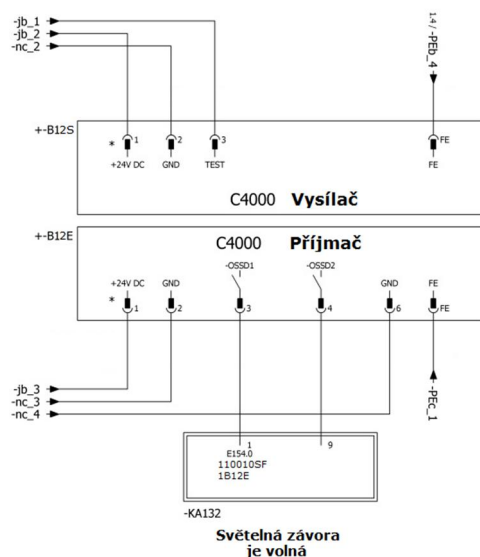 -jb_1
-jb_2
-nc_2
1.4 / -PEb_4
+-B12S
1 2 3 FE
* +24V DC GND TEST FE
C4000 Vysílač
+-B12E
C4000 Příjmač
-OSSD1 -OSSD2
+24V DC GND GND FE
* 1 2 3 4 6 FE
-jb_3
-nc_3
-nc_4
-PEc_1
1 9
E154.0
110010SF
1B12E
-KA132
Světelná závora
je volná